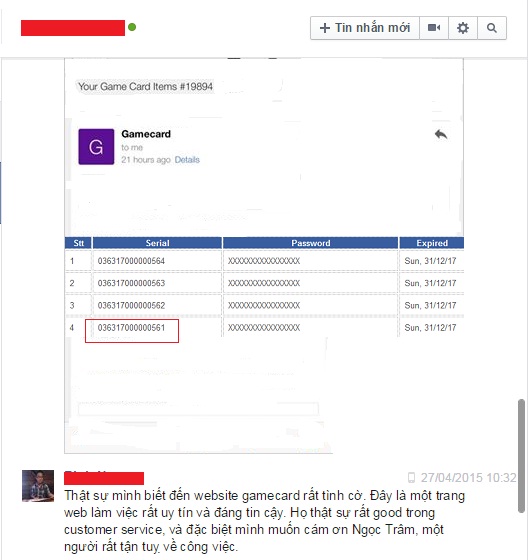 + Tin nhắn mới
Your Game Card Items #19894
G
Gamecard
to me
21 hours ago Details
Stt Serial Password Expired
1 036317000000564 XXXXXXXXXXXXXXXX Sun, 31/12/17
2 036317000000563 XXXXXXXXXXXXXXXX Sun, 31/12/17
3 036317000000562 XXXXXXXXXXXXXXXX Sun, 31/12/17
4 036317000000561 XXXXXXXXXXXXXXXX Sun, 31/12/17
27/04/2015 10:32
Thật sự mình biết đến website gamecard rất tình cờ. Đây là một trang
web làm việc rất uy tín và đáng tin cậy. Họ thật sự rất good trong
customer service, và đặc biệt mình muốn cám ơn Ngọc Trâm, một
người rất tận tuỵ về công việc.